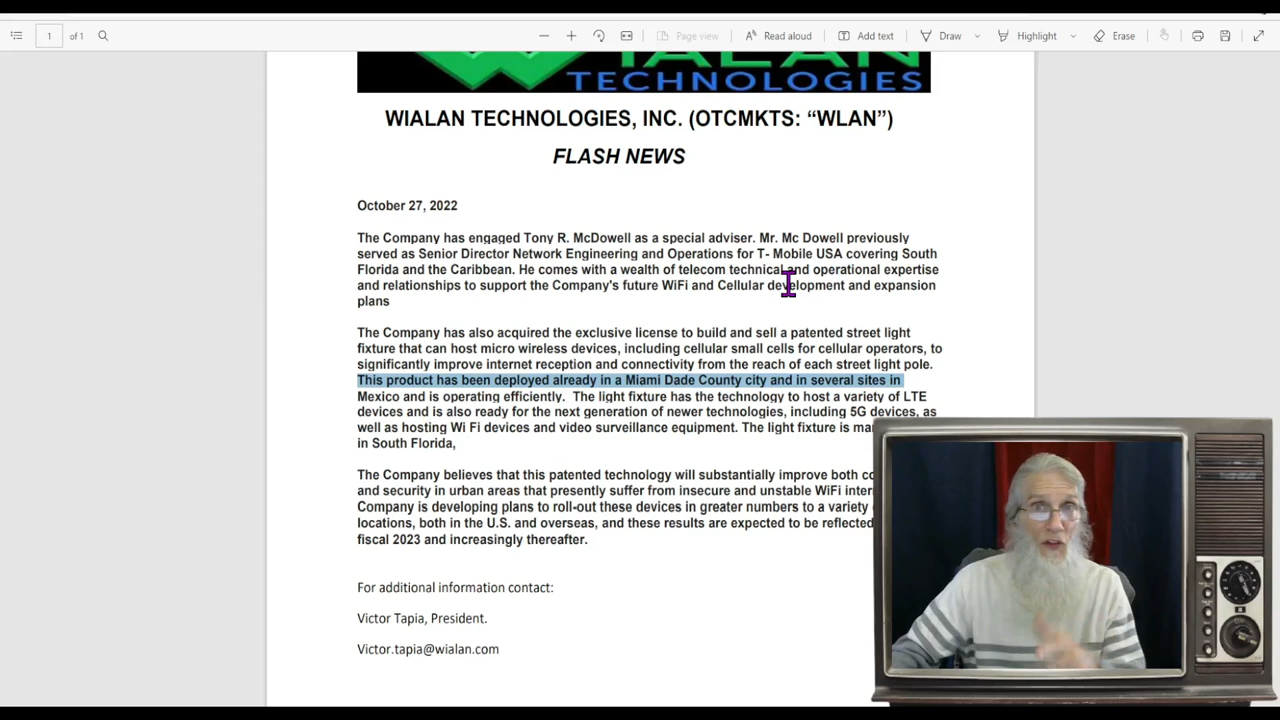 1 of 1
Page view
Read aloud
Add text
Draw
Highlight
Erase
TECHNOLOGIES
WIALAN TECHNOLOGIES, INC. (OTCMKTS: “WLAN”)
FLASH NEWS
October 27, 2022
The Company has engaged Tony R. McDowell as a special adviser. Mr. Mc Dowell previously
served as Senior Director Network Engineering and Operations for T- Mobile USA covering South
Florida and the Caribbean. He comes with a wealth of telecom technical and operational expertise
and relationships to support the Company's future WiFi and Cellular development and expansion
plans
The Company has also acquired the exclusive license to build and sell a patented street light
fixture that can host micro wireless devices, including cellular small cells for cellular operators, to
significantly improve internet reception and connectivity from the reach of each street light pole.
This product has been deployed already in a Miami Dade County city and in several sites in
Mexico and is operating efficiently. The light fixture has the technology to host a variety of LTE
devices and is also ready for the next generation of newer technologies, including 5G devices, as
well as hosting Wi Fi devices and video surveillance equipment. The light fixture is
in South Florida,
The Company believes that this patented technology will substantially improve both
and security in urban areas that presently suffer from insecure and unstable WiFi
Company is developing plans to roll-out these devices in greater numbers to a variety
locations, both in the U.S. and overseas, and these results are expected to be reflected
fiscal 2023 and increasingly thereafter.
For additional information contact:
Victor Tapia, President.
Victor.tapia@wialan.com